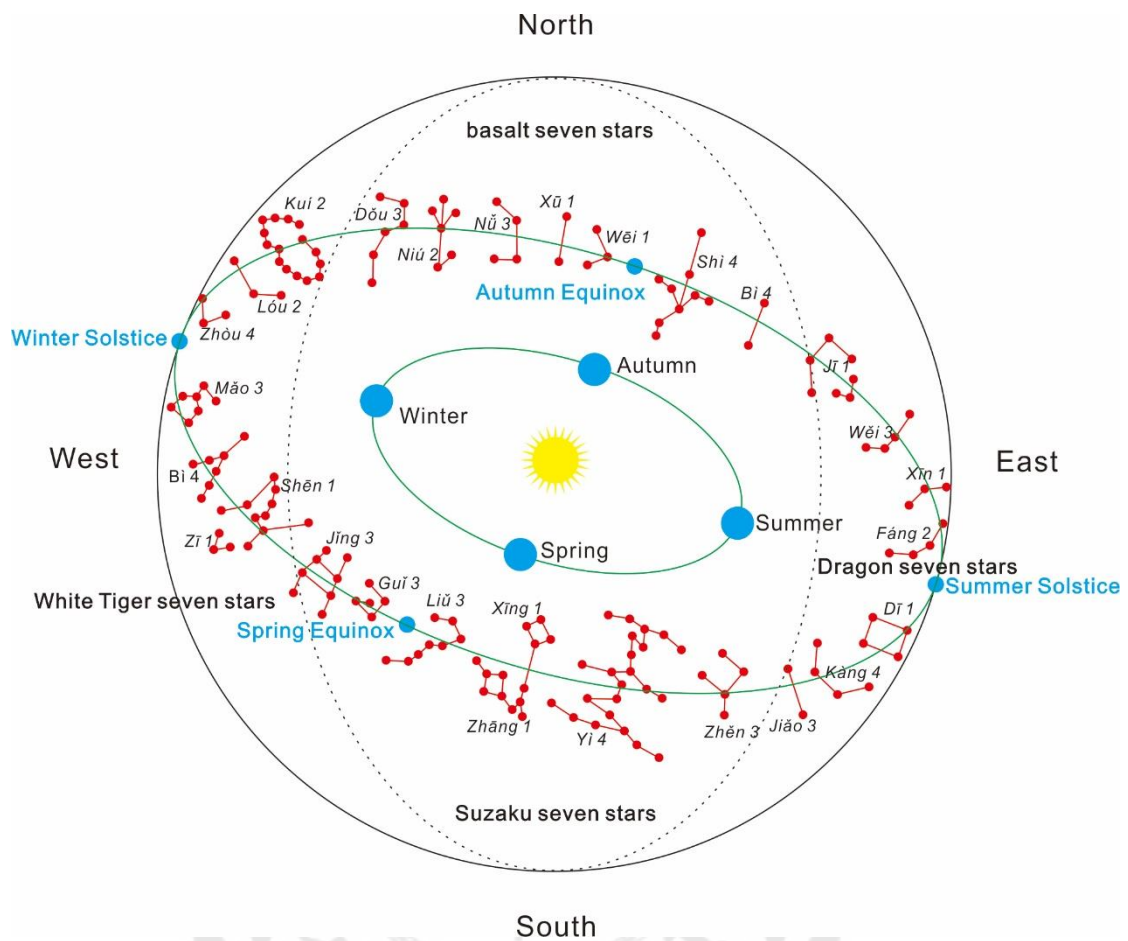 North
basalt seven stars
Kui 2
Dǒu 3
Niú 2
Nǚ 3
Xū 1
Wēi 1
Shì 4
Autumn Equinox
Bì 4
Lóu 2
Zhòu 4
Winter Solstice
Jī 1
Autumn
Winter
Mǎo 3
Wěi 3
West
East
Bì 4
Shēn 1
Xīn 1
Zī 1
Summer
Fáng 2
Jǐng 3
Spring
Dragon seven stars
Summer Solstice
White Tiger seven stars
Guǐ 3
Liǔ 3
Xīng 1
Dī 1
Spring Equinox
Kàng 4
Zhāng 1
Yì 4
Zhěn 3
Jiǎo 3
Suzaku seven stars
South